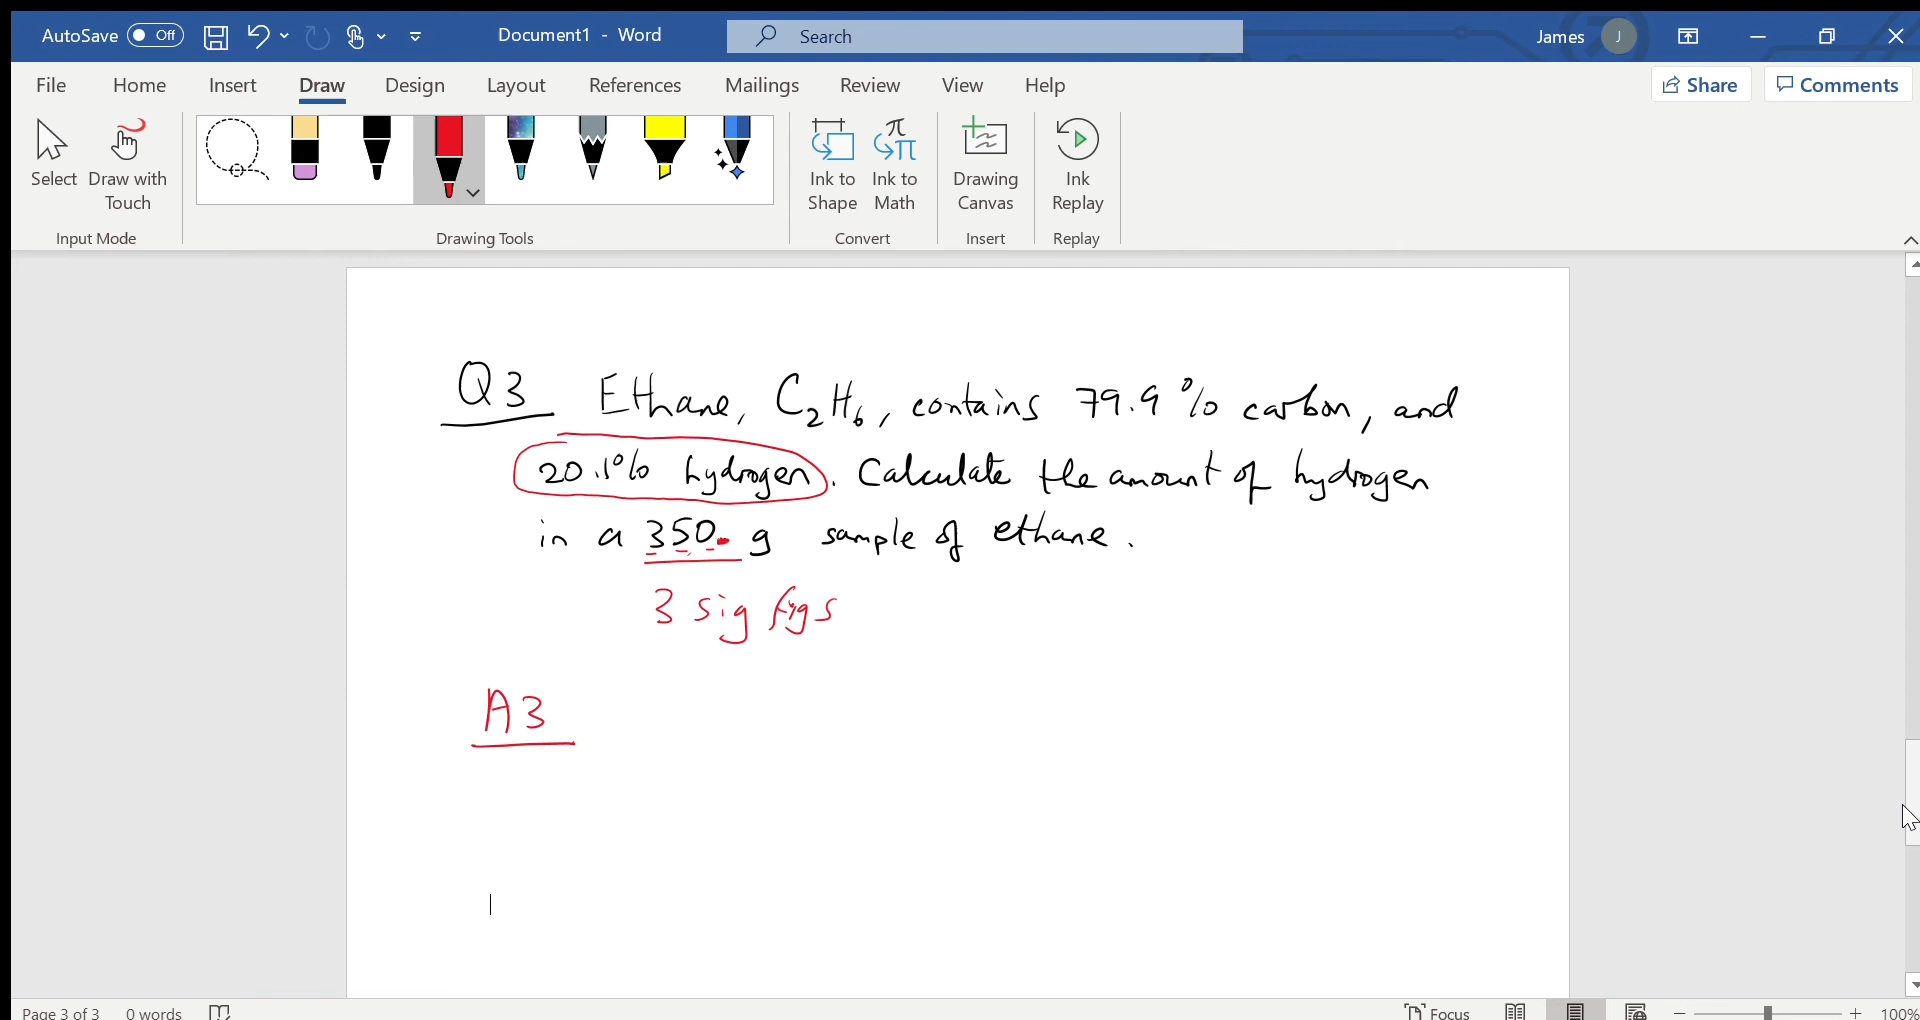 AutoSave Off Document1 - Word Search James J
File Home Insert Draw Design Layout References Mailings Review View Help Share Comments
Select Draw with Touch Ink to Shape Ink to Math Drawing Canvas Ink Replay
Input Mode Drawing Tools Convert Insert Replay
Q3 Ethane, C₂H₆, contains 79.9% carbon, and
20.1% hydrogen. Calculate the amount of hydrogen
in a 350. g sample of ethane.
3 sig figs
A3
Page 3 of 3 0 words Focus 100%